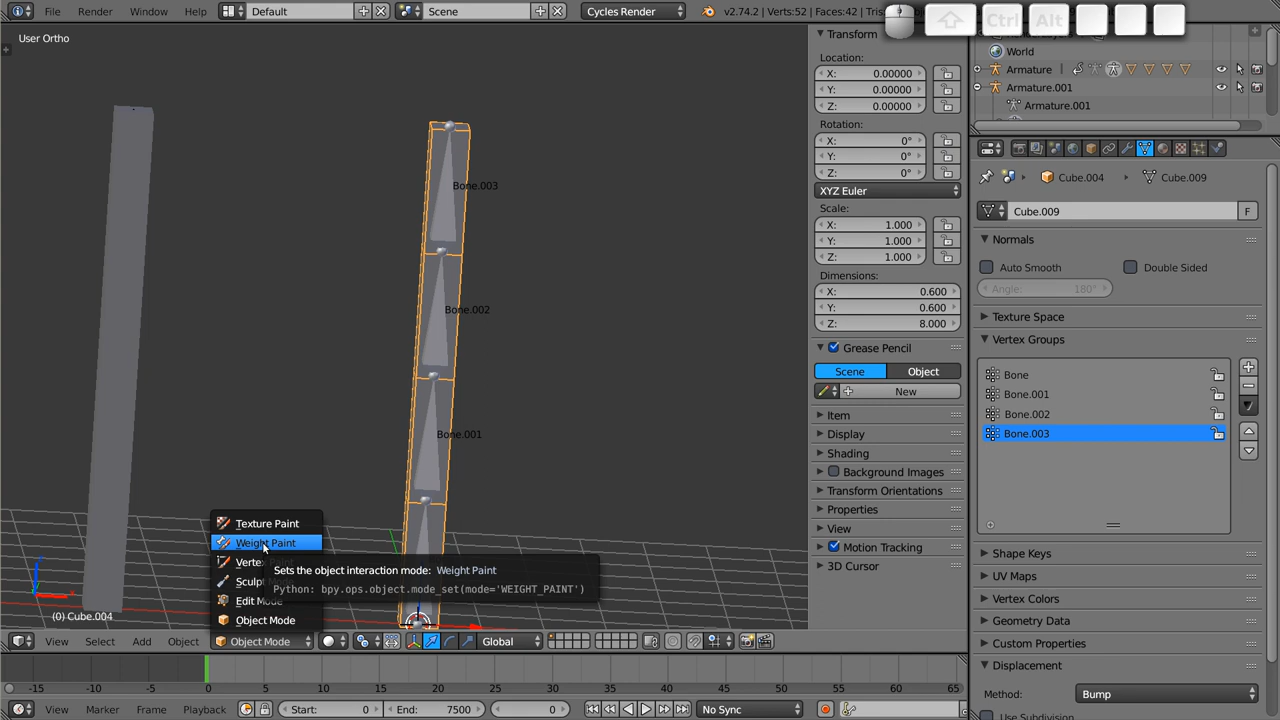 File Render Window Help Default Scene Cycles Render v2.74.2 | Verts:52 | Faces:42 | Tris
Ctrl Alt
User Ortho
Bone.003
Bone.002
Bone.001
(0) Cube.004
Texture Paint
Weight Paint
Verte
Sculpt M
Edit Mode
Object Mode
Sets the object interaction mode: Weight Paint
Python: bpy.ops.object.mode_set(mode='WEIGHT_PAINT')
View Select Add Object Object Mode Global
-15 -10 -5 0 5 10 15 20 25 30 35 40 45 50 55 60 65
View Marker Frame Playback Start: 0 End: 7500 0 No Sync
Transform
Location:
X: 0.00000
Y: 0.00000
Z: 0.00000
Rotation:
X: 0°
Y: 0°
Z: 0°
XYZ Euler
Scale:
X: 1.000
Y: 1.000
Z: 1.000
Dimensions:
X: 0.600
Y: 0.600
Z: 8.000
Grease Pencil
Scene Object
New
Item
Display
Shading
Background Images
Transform Orientations
Properties
View
Motion Tracking
3D Cursor
World
Armature
Armature.001
Armature.001
Cube.004 Cube.009
Cube.009 F
Normals
Auto Smooth Double Sided
Angle: 180°
Texture Space
Vertex Groups
Bone
Bone.001
Bone.002
Bone.003
Shape Keys
UV Maps
Vertex Colors
Geometry Data
Custom Properties
Displacement
Method: Bump
Use Subdivision